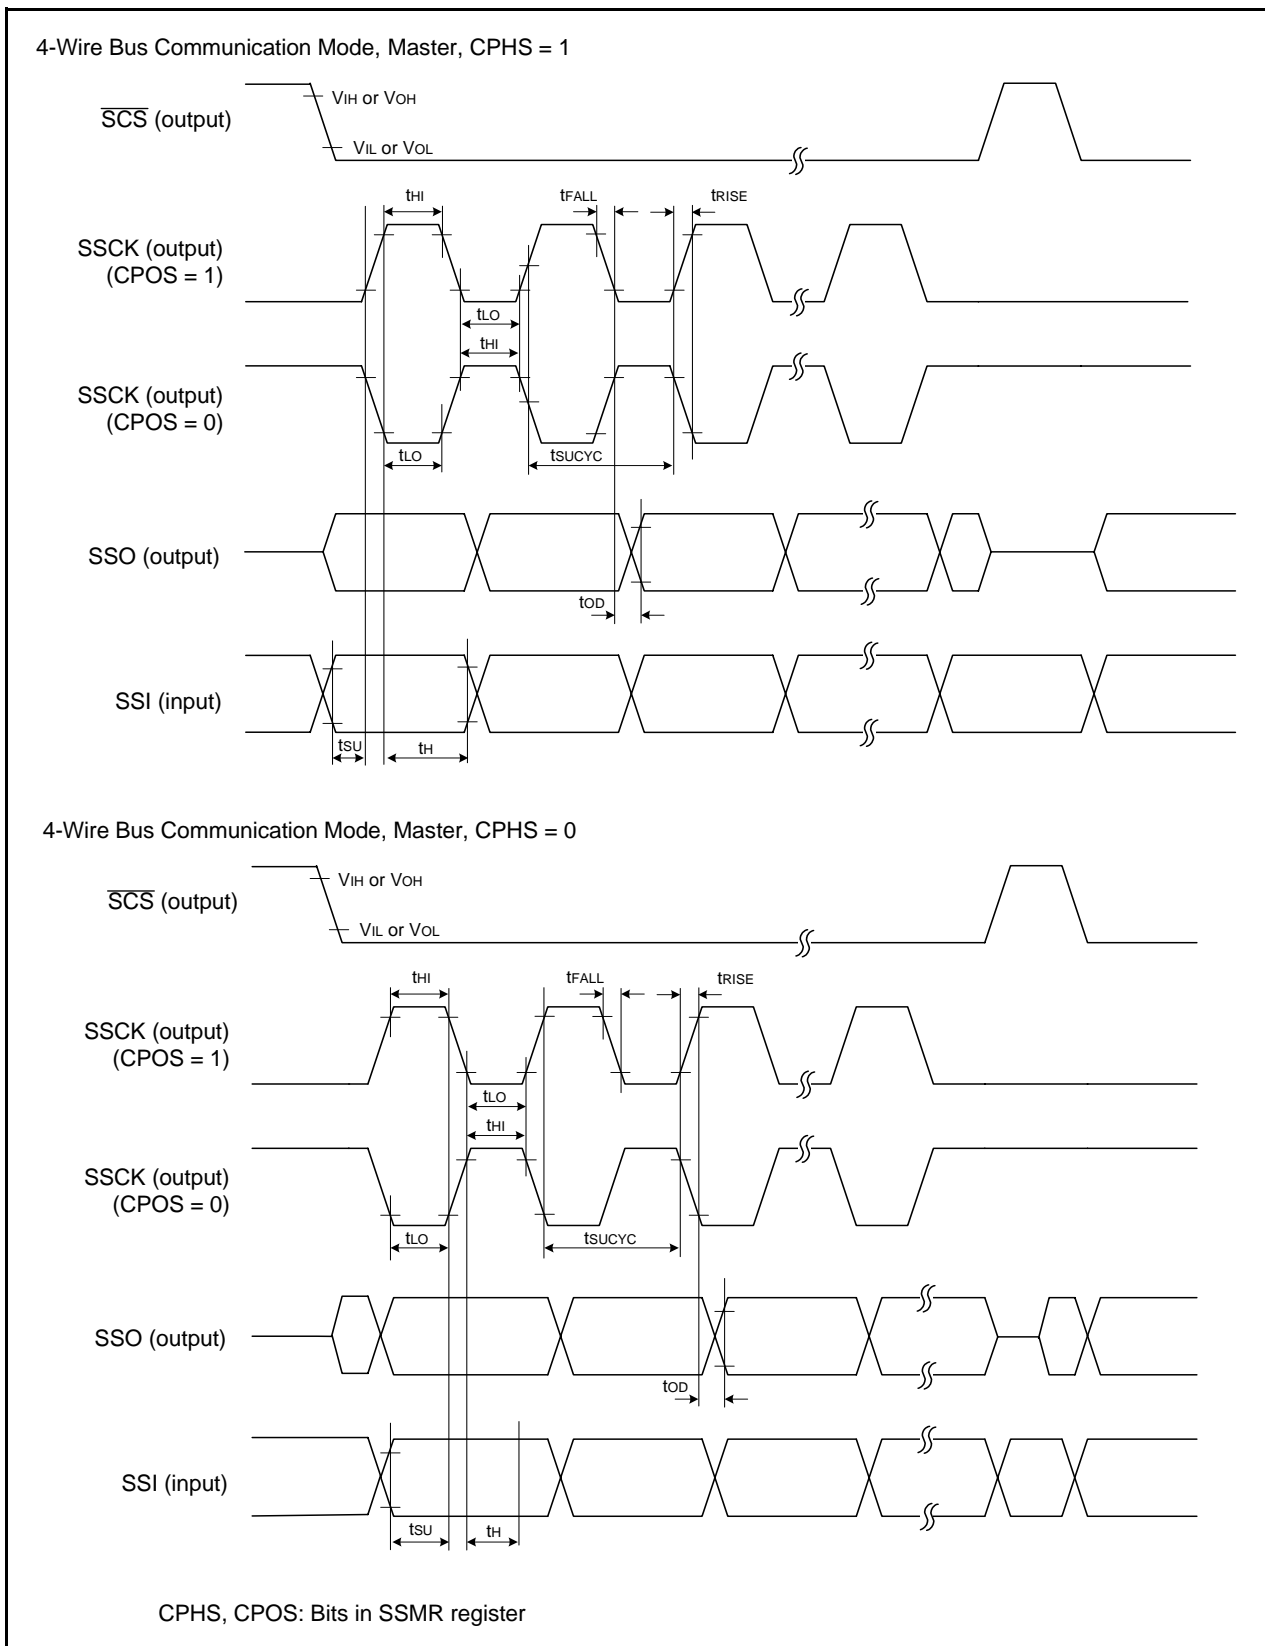 4-Wire Bus Communication Mode, Master, CPHS = 1
VIH or VOH
SCS (output)
VIL or VOL
tHI
tFALL
tRISE
SSCK (output)
(CPOS = 1)
tLO
tHI
SSCK (output)
(CPOS = 0)
tLO
tSUCYC
SSO (output)
tOD
SSI (input)
tSU
tH
4-Wire Bus Communication Mode, Master, CPHS = 0
VIH or VOH
SCS (output)
VIL or VOL
tHI
tFALL
tRISE
SSCK (output)
(CPOS = 1)
tLO
tHI
SSCK (output)
(CPOS = 0)
tLO
tSUCYC
SSO (output)
tOD
SSI (input)
tSU
tH
CPHS, CPOS: Bits in SSMR register